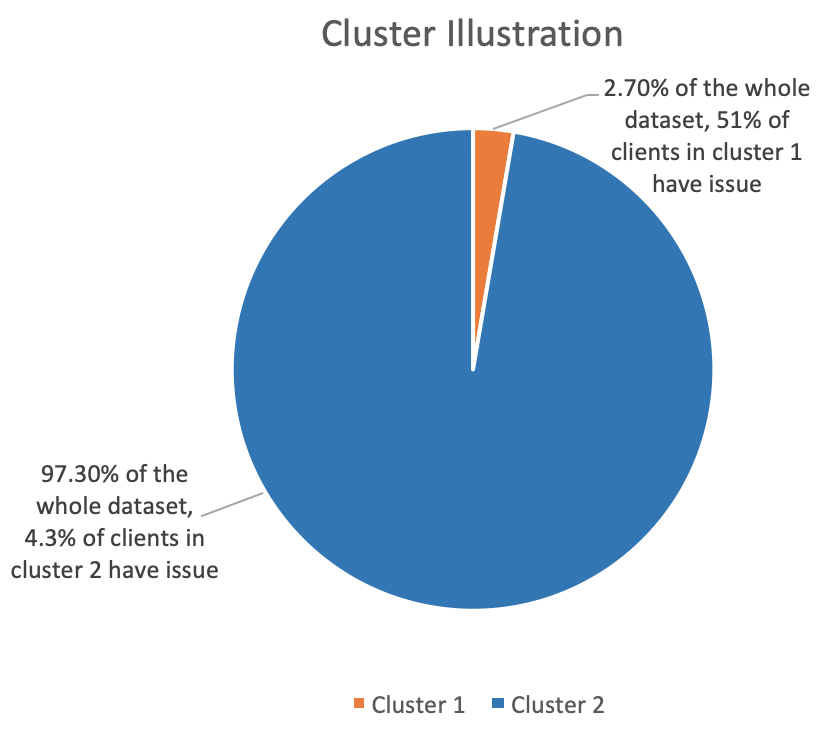 Cluster Illustration
2.70% of the whole
dataset, 51% of
clients in cluster 1
have issue
97.30% of the
whole dataset,
4.3% of clients in
cluster 2 have issue
Cluster 1
Cluster 2